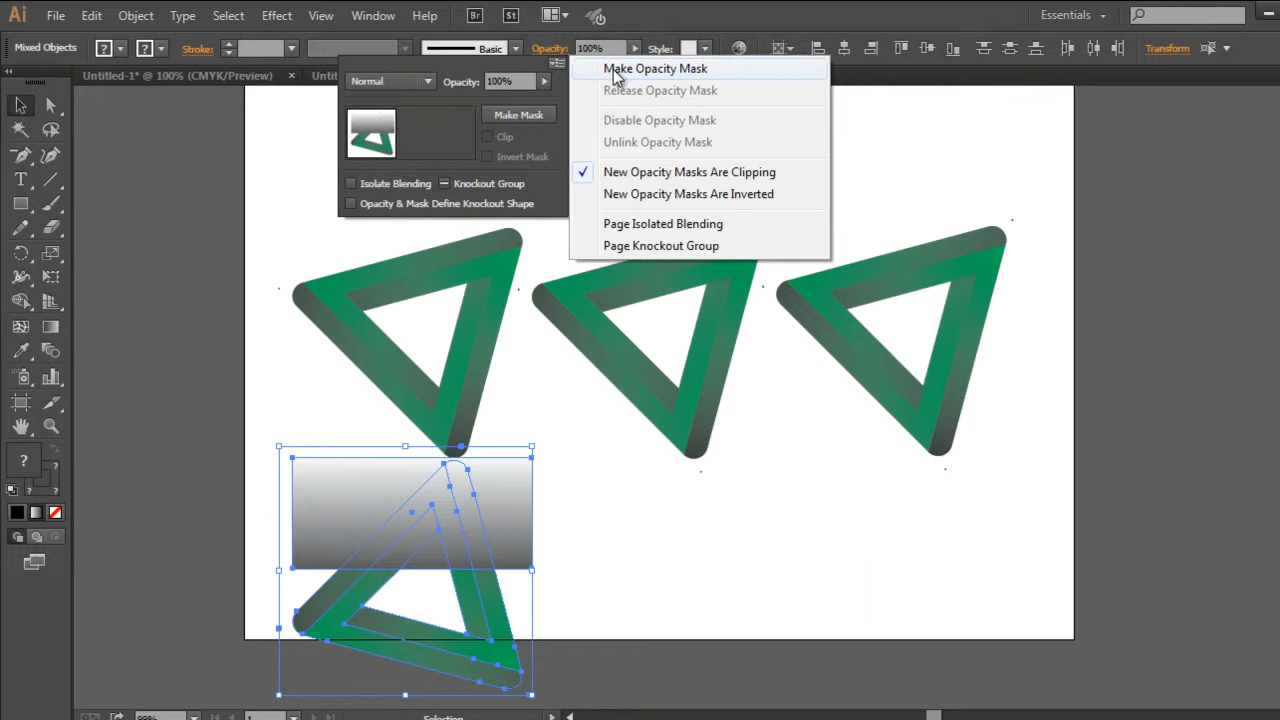 Ai File Edit Object Type Select Effect View Window Help Br St Essentials
Mixed Objects ? ? Stroke: Basic Opacity: 100% Style: Transform
Untitled-1* @ 100% (CMYK/Preview) × Unti
Normal Opacity: 100%
Make Mask
Clip
Invert Mask
Isolate Blending Knockout Group
Opacity & Mask Define Knockout Shape
Make Opacity Mask
Release Opacity Mask
Disable Opacity Mask
Unlink Opacity Mask
New Opacity Masks Are Clipping
New Opacity Masks Are Inverted
Page Isolated Blending
Page Knockout Group
T
?
?
? ?
99% 1 Selection